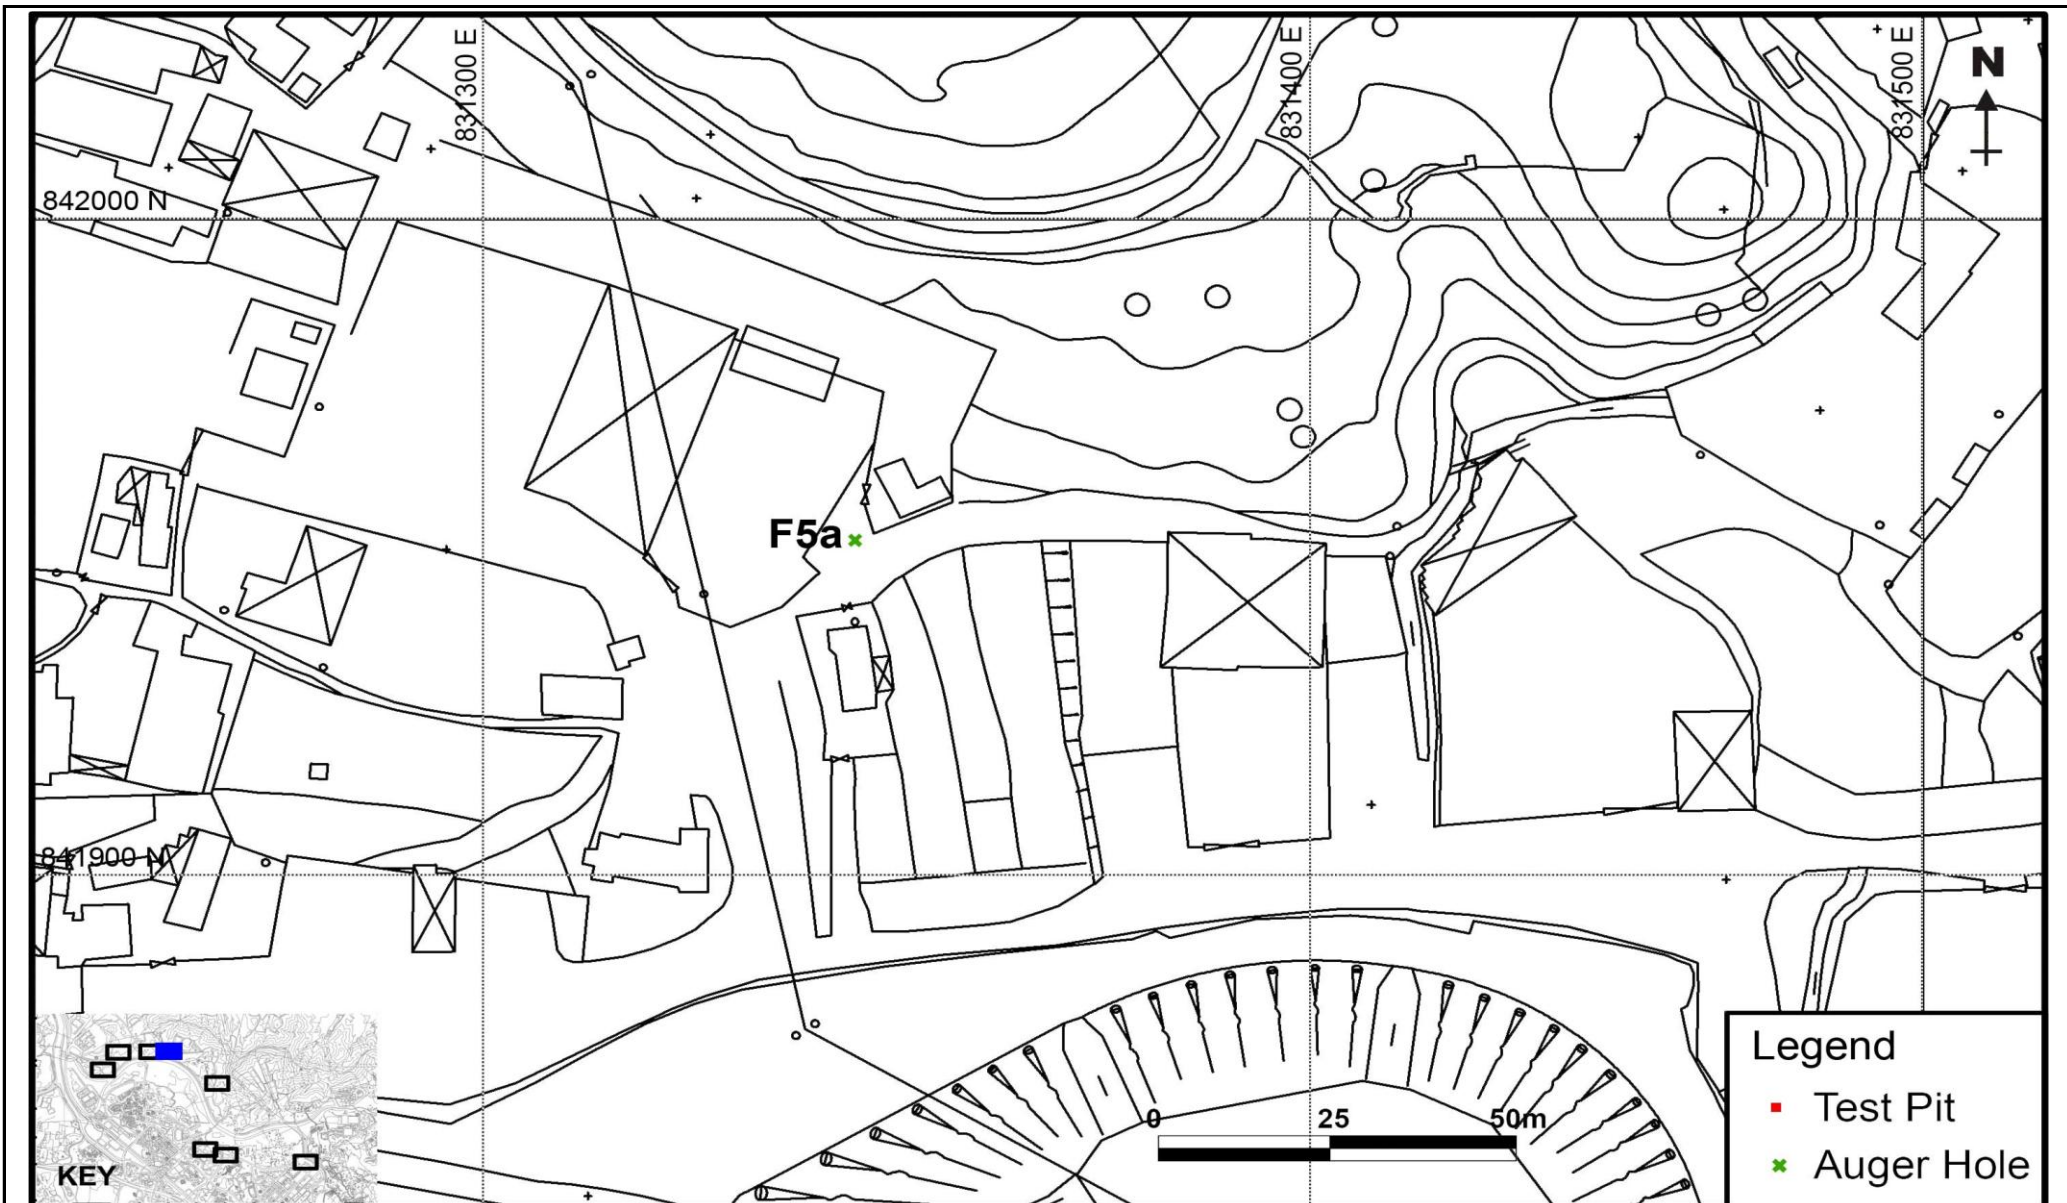 831300 E
831400 E
831500 E
N
842000 N
F5a
841900 N
0 25 50m
KEY
Legend
Test Pit
Auger Hole